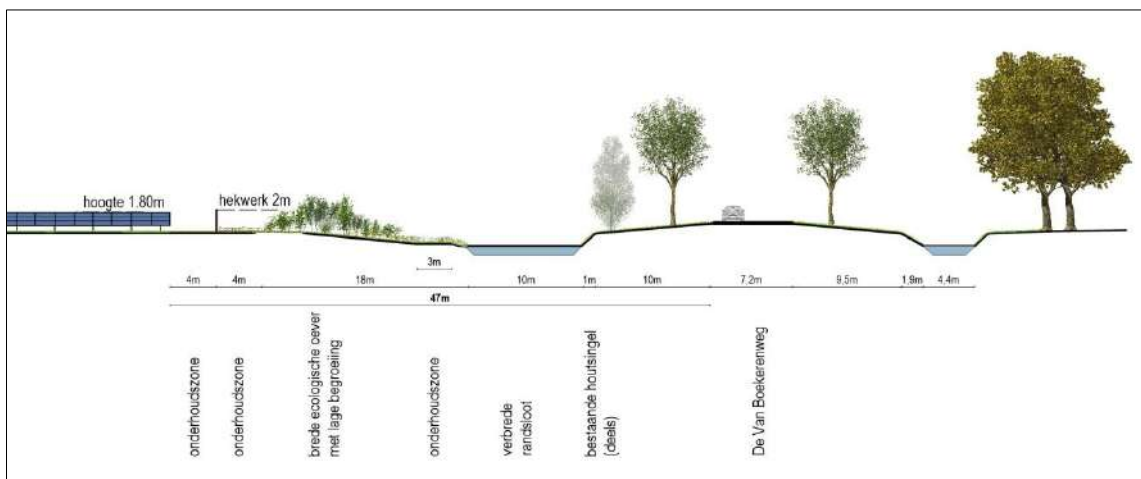 hoogte 1.80m
hekwerk 2m
3m
4m
4m
18m
10m
1m
10m
7,2m
9,5m
1,9m
4,4m
47m
onderhoudszone
onderhoudszone
brede ecologische oever
met lage begroeiing
onderhoudszone
verbrede
randsloot
bestaande houtsingel
(deels)
De Van Boekerenweg